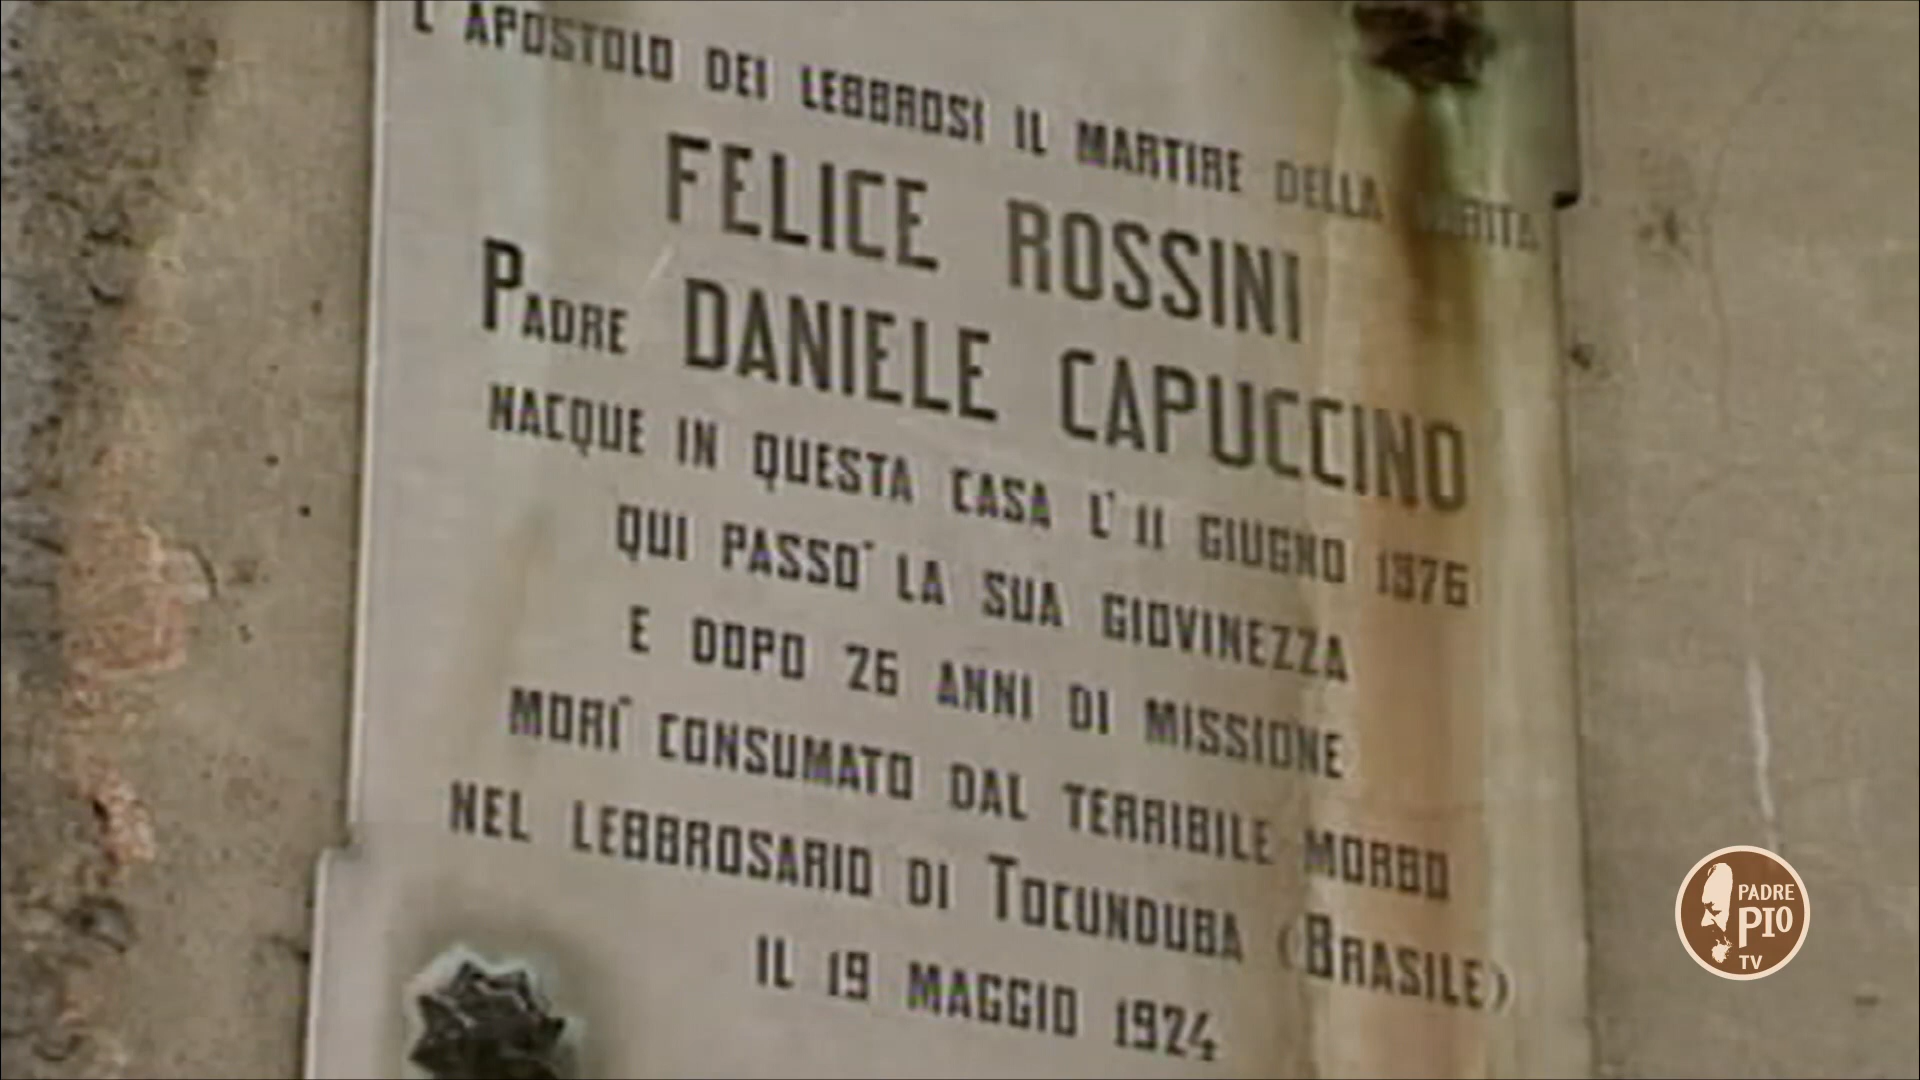 L' APOSTOLO DEI LEBBROSI IL MARTIRE DELLA CARITA
FELICE ROSSINI
PADRE DANIELE CAPUCCINO
NACQUE IN QUESTA CASA L' 11 GIUGNO 1876
QUI PASSO' LA SUA GIOVINEZZA
E DOPO 26 ANNI DI MISSIONE
MORI' CONSUMATO DAL TERRIBILE MORBO
NEL LEBBROSARIO DI TOCUNDUBA (BRASILE)
IL 19 MAGGIO 1924
PADRE
PIO
TV